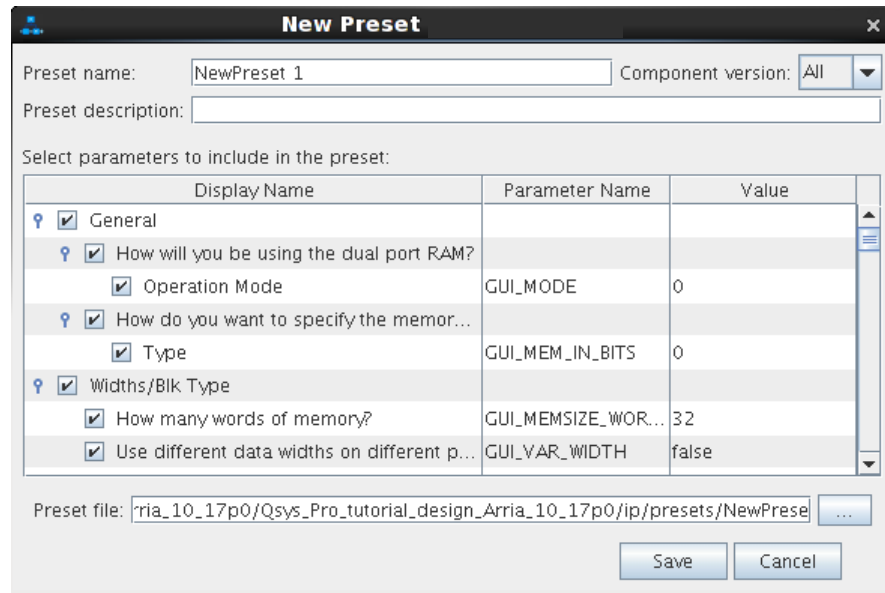 New Preset
Preset name: NewPreset 1 Component version: All
Preset description:
Select parameters to include in the preset:
Display Name Parameter Name Value
General
How will you be using the dual port RAM?
Operation Mode GUI_MODE 0
How do you want to specify the memor...
Type GUI_MEM_IN_BITS 0
Widths/Blk Type
How many words of memory? GUI_MEMSIZE_WOR... 32
Use different data widths on different p... GUI_VAR_WIDTH false
Preset file: rria_10_17p0/Qsys_Pro_tutorial_design_Arria_10_17p0/ip/presets/NewPrese ...
Save Cancel